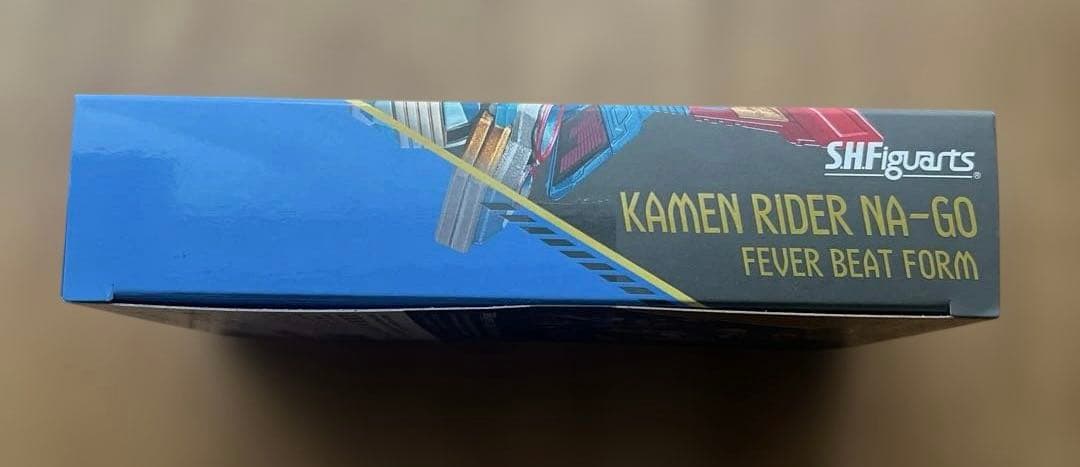 S.H.Figuarts®
KAMEN RIDER NA-GO
FEVER BEAT FORM